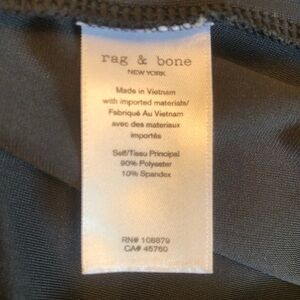 rag & bone
NEW YORK
Made in Vietnam
with imported materials/
Fabriqué Au Vietnam
avec des materiaux
importés
Self/Tissu Principal
90% Polyester
10% Spandex
RN# 108879
CA# 45760